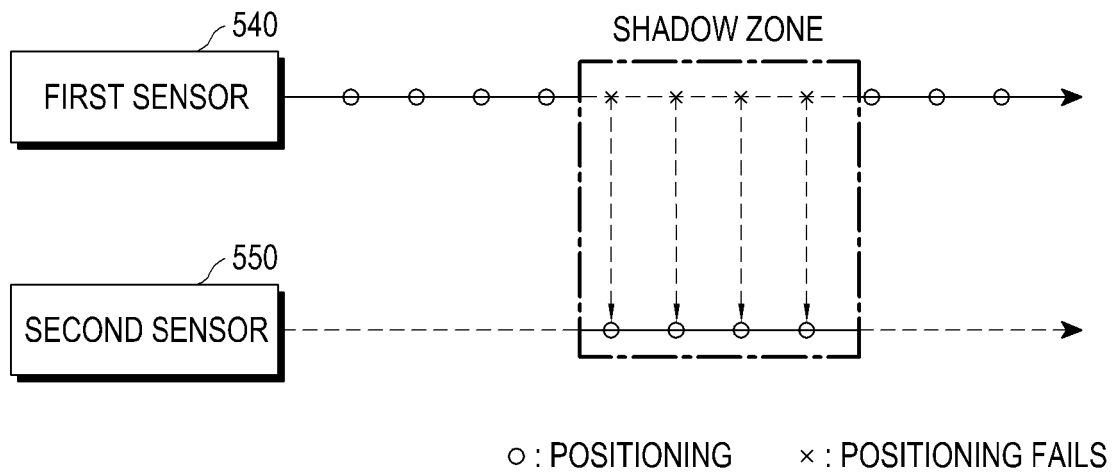 540
SHADOW ZONE
FIRST SENSOR
550
SECOND SENSOR
○ : POSITIONING × : POSITIONING FAILS